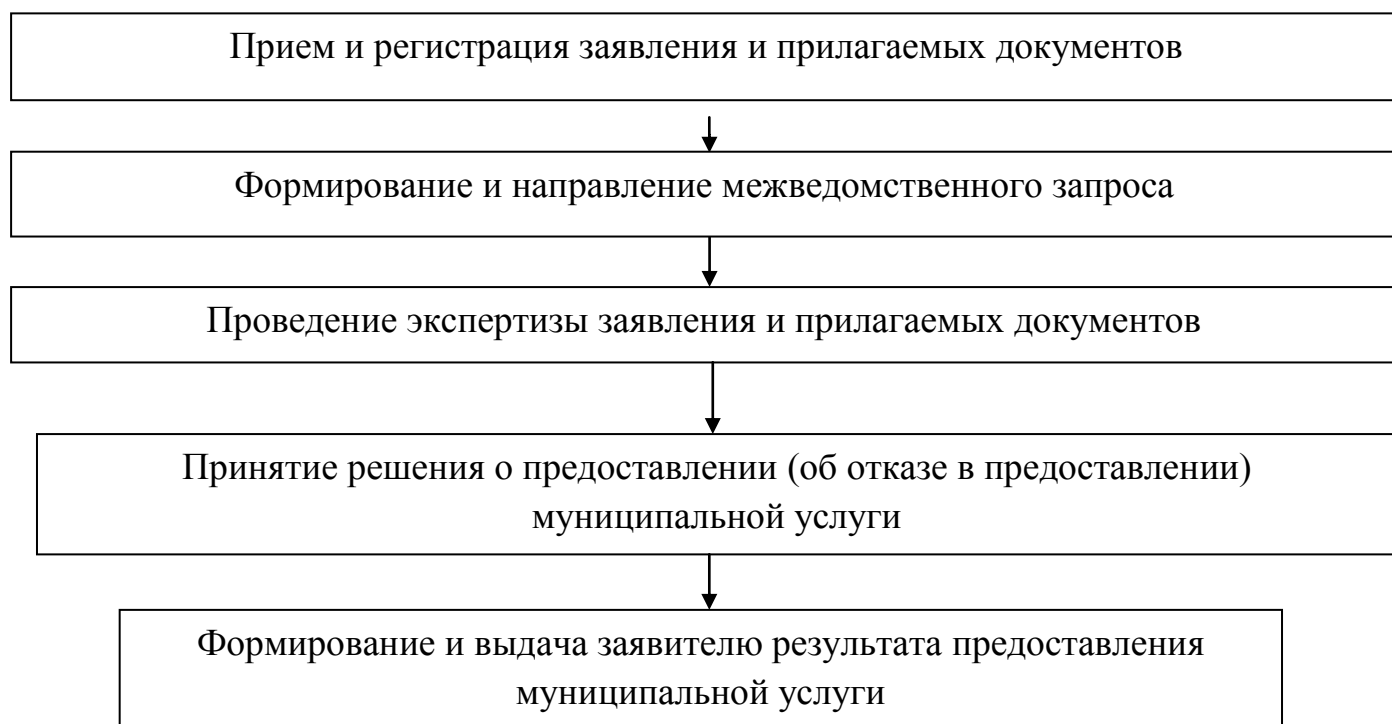 Прием и регистрация заявления и прилагаемых документов
Формирование и направление межведомственного запроса
Проведение экспертизы заявления и прилагаемых документов
Принятие решения о предоставлении (об отказе в предоставлении)
муниципальной услуги
Формирование и выдача заявителю результата предоставления
муниципальной услуги